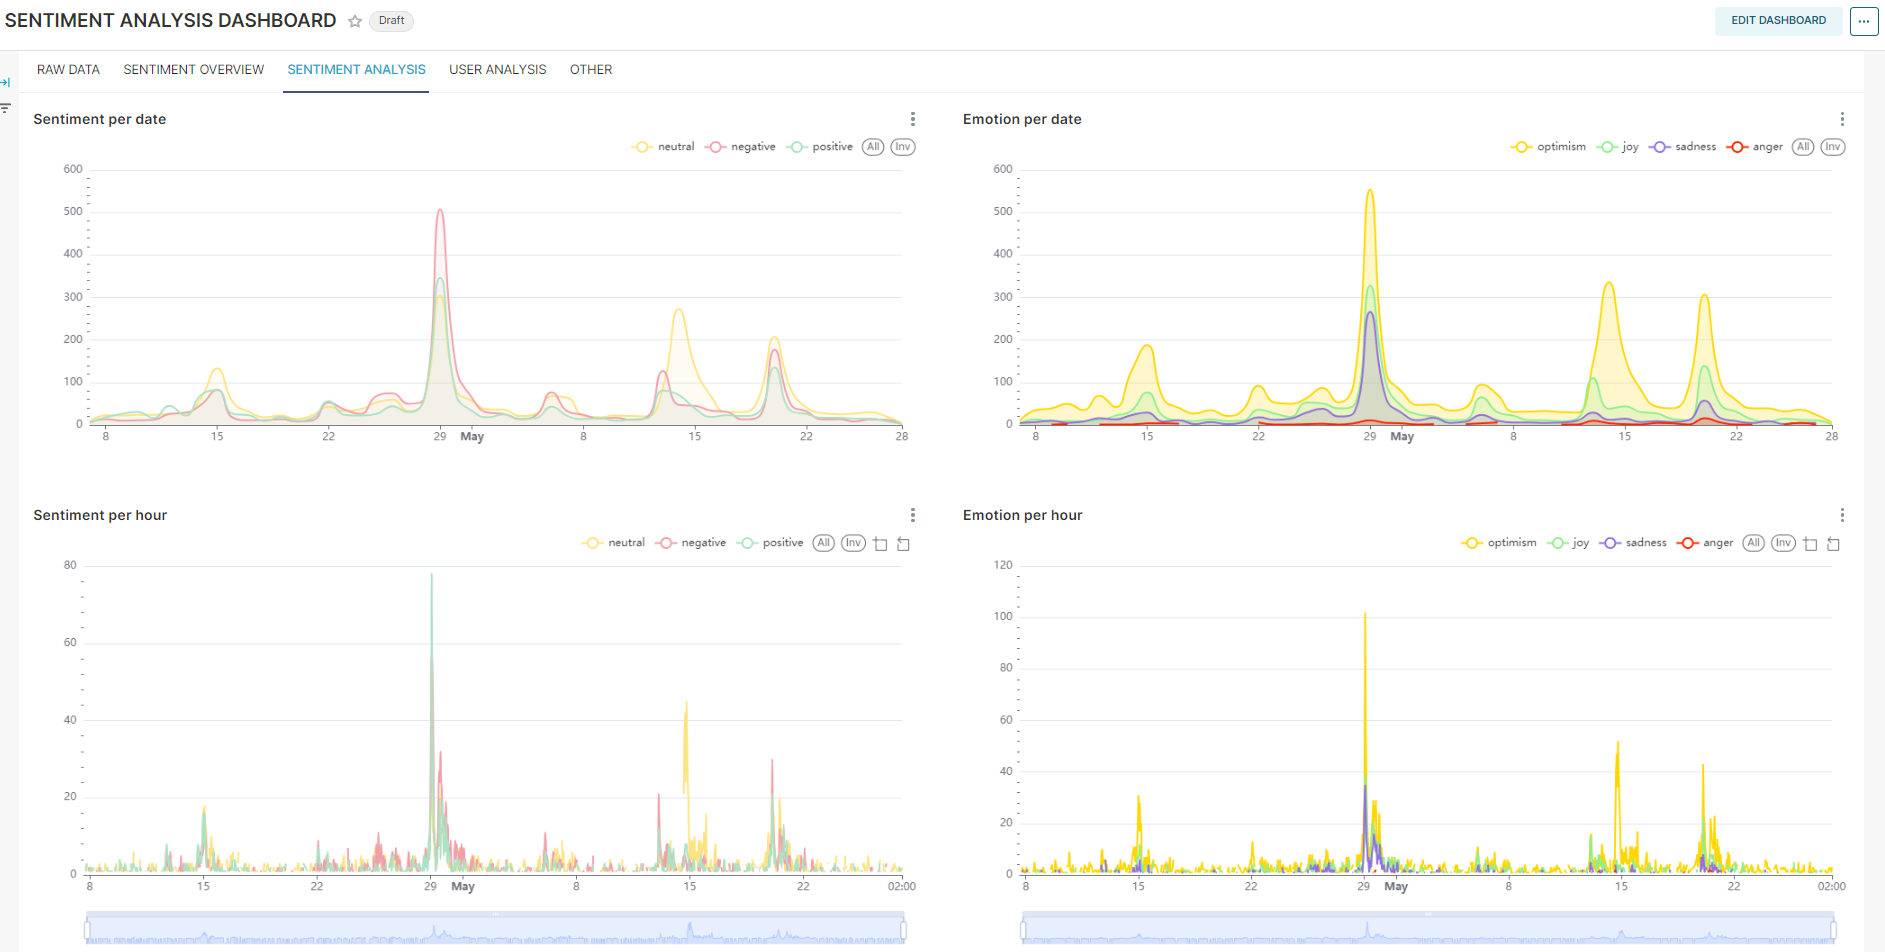 SENTIMENT ANALYSIS DASHBOARD Draft EDIT DASHBOARD ...
RAW DATA SENTIMENT OVERVIEW SENTIMENT ANALYSIS USER ANALYSIS OTHER
Sentiment per date
neutral negative positive All Inv
600
500
400
300
200
100
0
8 15 22 29 May 8 15 22 28
Emotion per date
optimism joy sadness anger All Inv
600
500
400
300
200
100
0
8 15 22 29 May 8 15 22 28
Sentiment per hour
neutral negative positive All Inv
80
60
40
20
0
8 15 22 29 May 8 15 22 02:00
Emotion per hour
optimism joy sadness anger All Inv
120
100
80
60
40
20
0
8 15 22 29 May 8 15 22 02:00